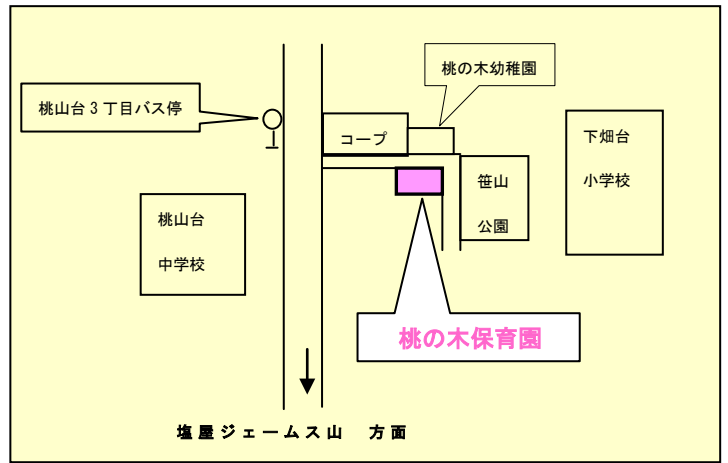 桃の木幼稚園
桃山台３丁目バス停
コープ
下畑台
小学校
笹山
公園
桃山台
中学校
桃の木保育園
塩屋ジェームス山　方面